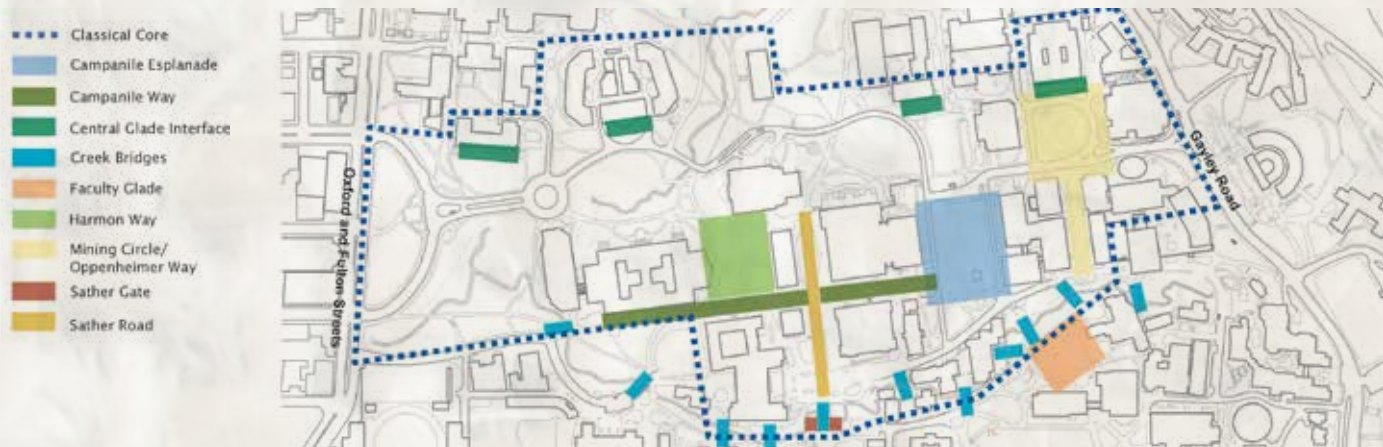 Classical Core
Campanile Esplanade
Campanile Way
Central Glade Interface
Creek Bridges
Faculty Glade
Harmon Way
Mining Circle/
Oppenheimer Way
Sather Gate
Sather Road
Oxford and Fulton Streets
Gayley Road